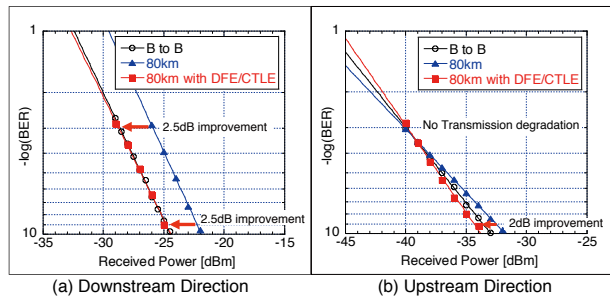 1
-log(BER)
10
B to B
80km
80km with DFE/CTLE
2.5dB improvement
2.5dB improvement
-35 -30 -25 -20 -15
Received Power [dBm]
(a) Downstream Direction
1
-log(BER)
10
B to B
80km
80km with DFE/CTLE
No Transmission degradation
2dB improvement
-45 -40 -35 -30 -25
Received Power [dBm]
(b) Upstream Direction